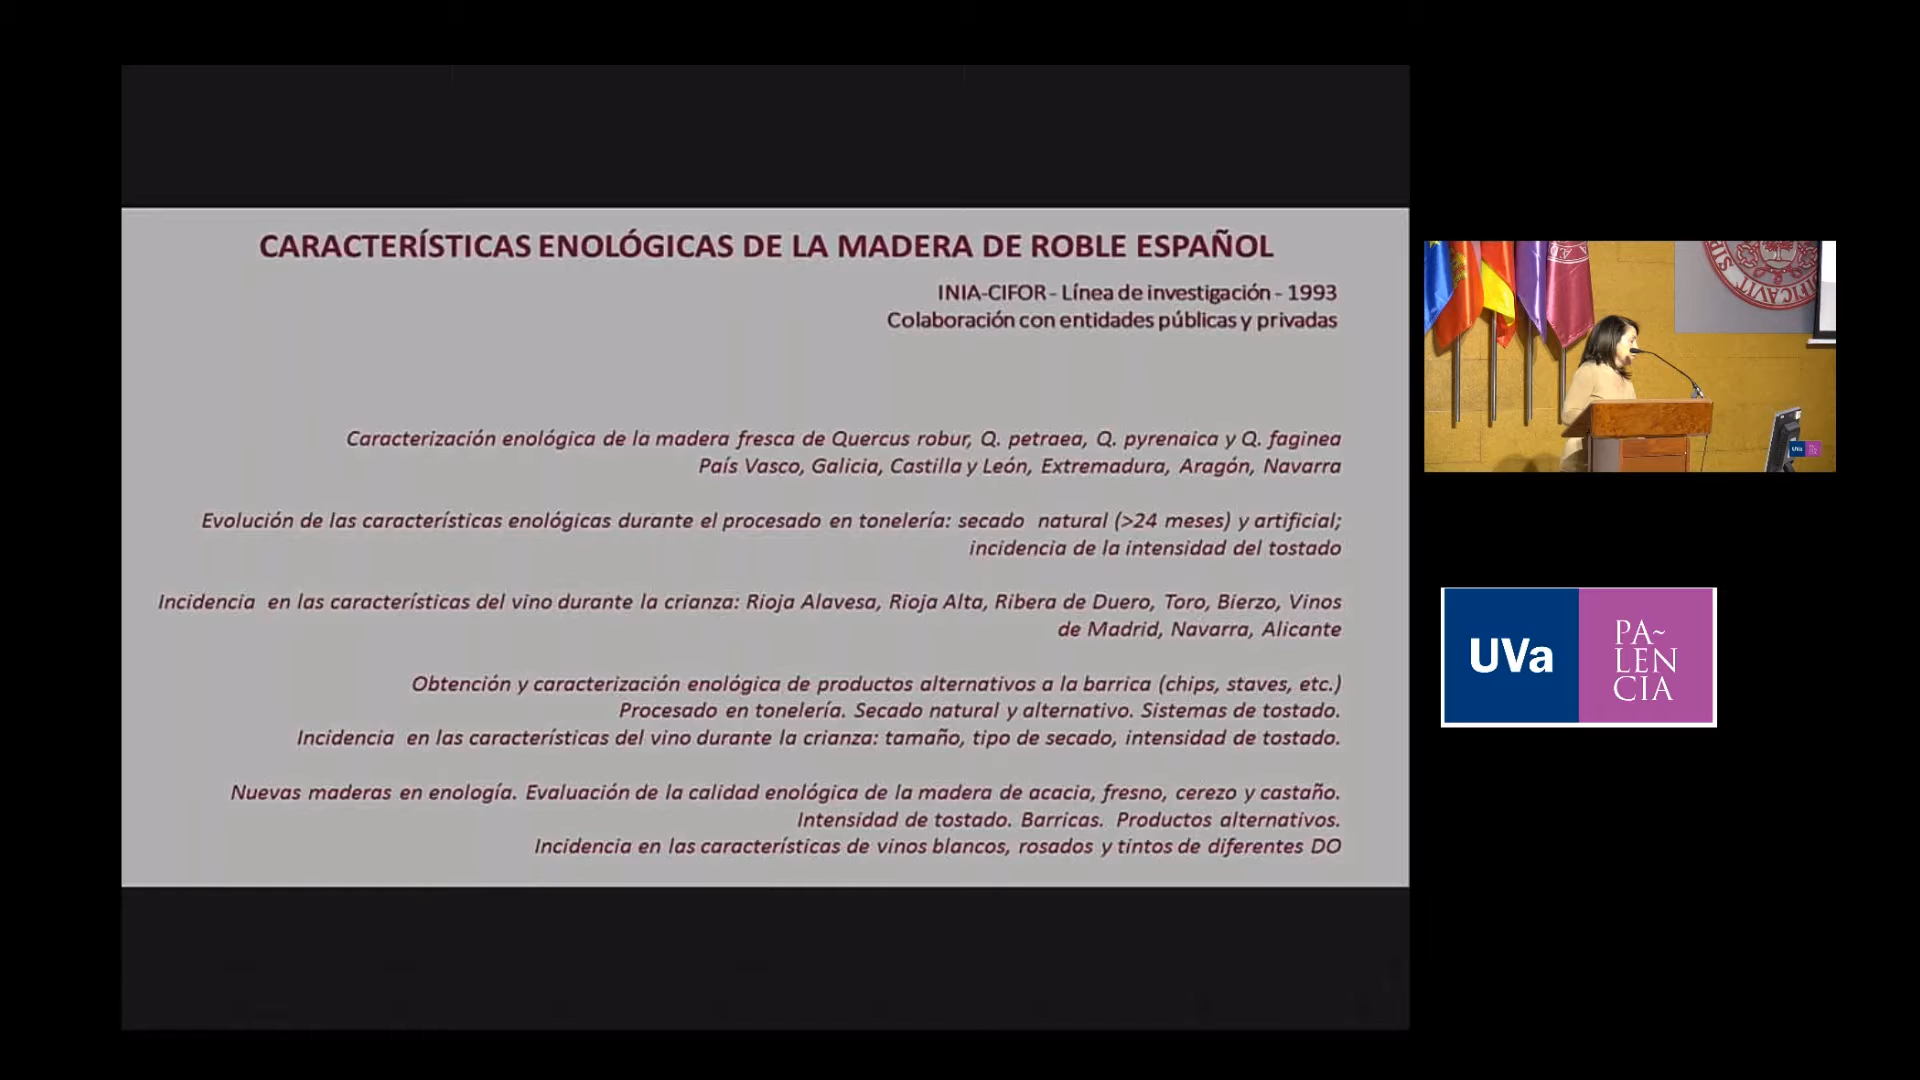 CARACTERÍSTICAS ENOLÓGICAS DE LA MADERA DE ROBLE ESPAÑOL
INIA-CIFOR - Línea de investigación - 1993
Colaboración con entidades públicas y privadas
Caracterización enológica de la madera fresca de Quercus robur, Q. petraea, Q. pyrenaica y Q. faginea
País Vasco, Galicia, Castilla y León, Extremadura, Aragón, Navarra
Evolución de las características enológicas durante el procesado en tonelería: secado natural (>24 meses) y artificial;
incidencia de la intensidad del tostado
Incidencia en las características del vino durante la crianza: Rioja Alavesa, Rioja Alta, Ribera de Duero, Toro, Bierzo, Vinos
de Madrid, Navarra, Alicante
Obtención y caracterización enológica de productos alternativos a la barrica (chips, staves, etc.)
Procesado en tonelería. Secado natural y alternativo. Sistemas de tostado.
Incidencia en las características del vino durante la crianza: tamaño, tipo de secado, intensidad de tostado.
Nuevas maderas en enología. Evaluación de la calidad enológica de la madera de acacia, fresno, cerezo y castaño.
Intensidad de tostado. Barricas. Productos alternativos.
Incidencia en las características de vinos blancos, rosados y tintos de diferentes DO
UVa
PA~
LEN
CIA